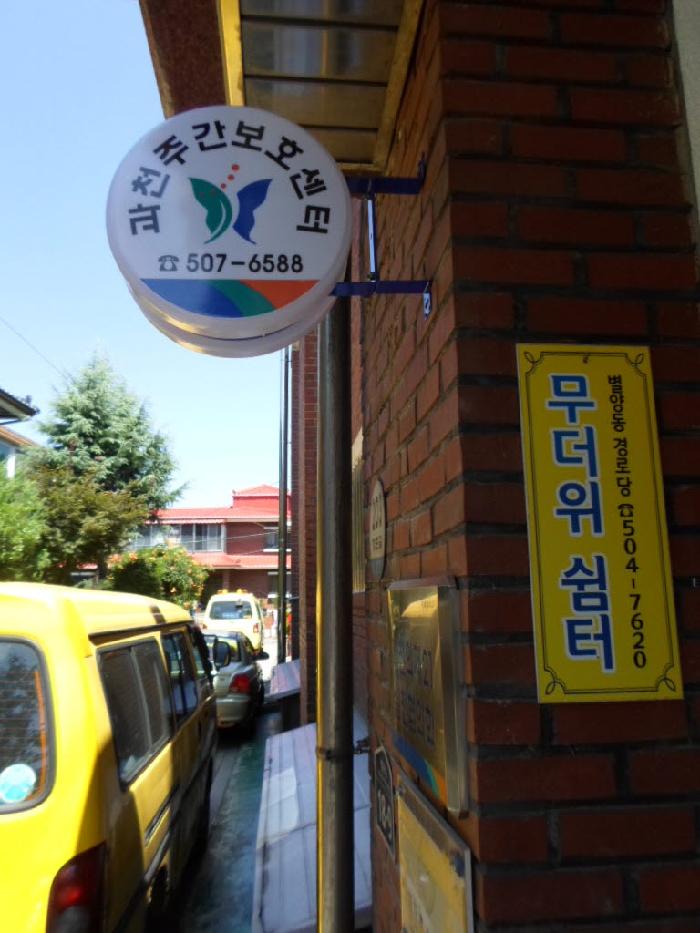 과천주간보호센터
☎ 507-6588
무더위 쉼터
별양동 경로당 ☎504-7620